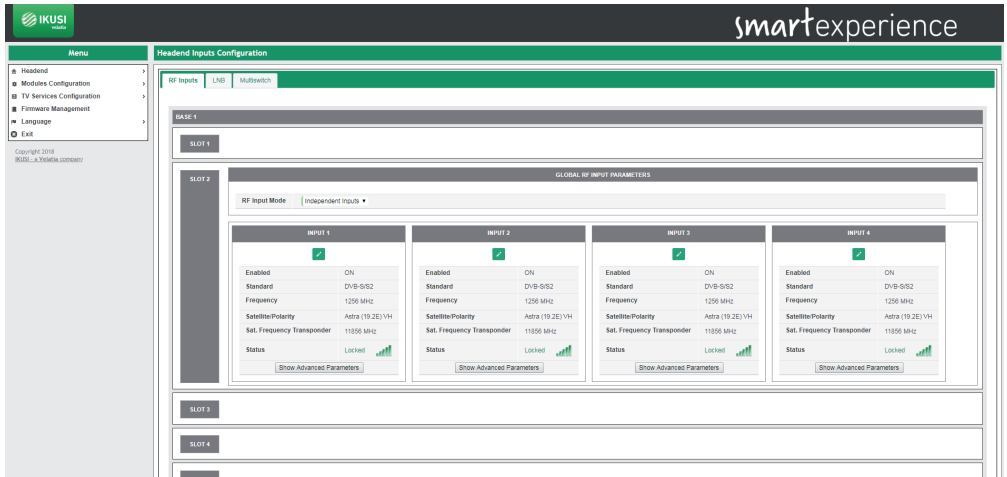 IKUSI
velatia
smartexperience
Menu
Headend Inputs Configuration
Headend
Modules Configuration
TV Services Configuration
Firmware Management
Language
Exit
Copyright 2018
IKUSI - a Velatia company
RF Inputs LNB Multiswitch
BASE 1
SLOT 1
SLOT 2
GLOBAL RF INPUT PARAMETERS
RF Input Mode Independent Inputs
INPUT 1 INPUT 2 INPUT 3 INPUT 4
Enabled ON Enabled ON Enabled ON Enabled ON
Standard DVB-S/S2 Standard DVB-S/S2 Standard DVB-S/S2 Standard DVB-S/S2
Frequency 1256 MHz Frequency 1256 MHz Frequency 1256 MHz Frequency 1256 MHz
Satellite/Polarity Astra (19.2E) VH Satellite/Polarity Astra (19.2E) VH Satellite/Polarity Astra (19.2E) VH Satellite/Polarity Astra (19.2E) VH
Sat. Frequency Transponder 11856 MHz Sat. Frequency Transponder 11856 MHz Sat. Frequency Transponder 11856 MHz Sat. Frequency Transponder 11856 MHz
Status Locked Status Locked Status Locked Status Locked
Show Advanced Parameters Show Advanced Parameters Show Advanced Parameters Show Advanced Parameters
SLOT 3
SLOT 4